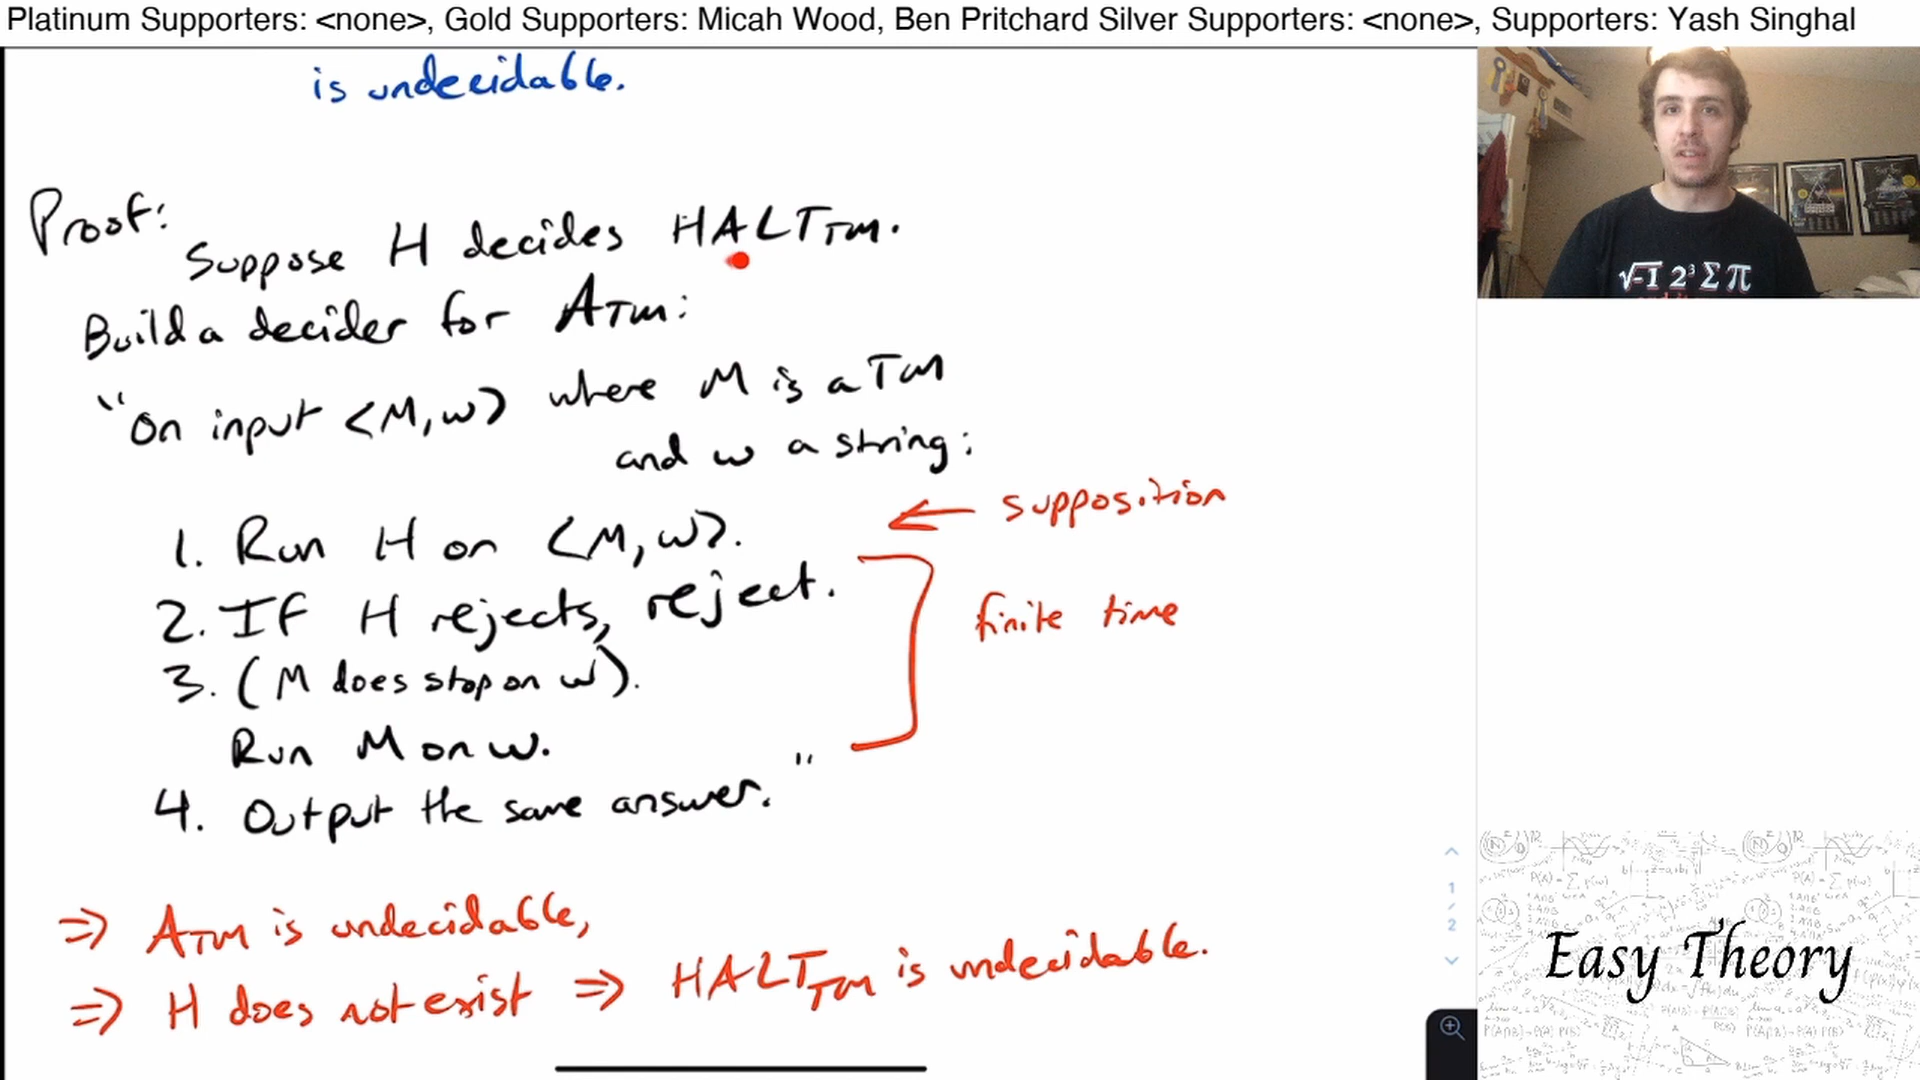 Platinum Supporters: <none>, Gold Supporters: Micah Wood, Ben Pritchard Silver Supporters: <none>, Supporters: Yash Singhal
is undecidable.
Proof:
Suppose H decides HALTTM.
Build a decider for ATM:
"On input <M,w> where M is a TM
and w a string:
1. Run H on <M,w>.
← supposition
2. If H rejects, reject.
finite time
3. (M does stop on w).
Run M on w.
4. Output the same answer."
⇒ ATM is undecidable,
⇒ H does not exist ⇒ HALTTM is undecidable.
√-1 2³ Σ π
1
2
Easy Theory